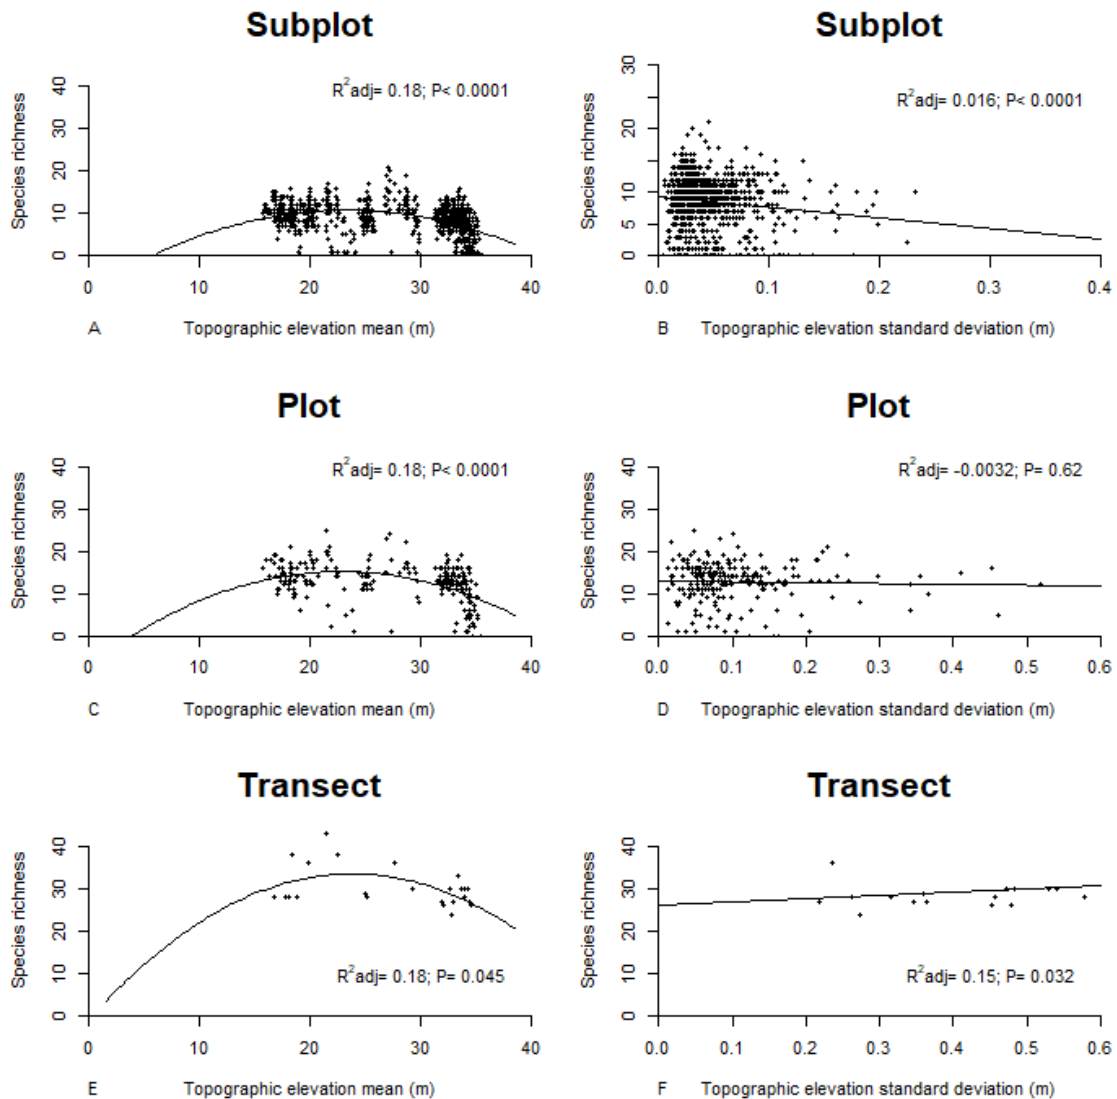 Subplot
Species richness
0 10 20 30 40
R2adj= 0.18; P< 0.0001
0 10 20 30 40
A Topographic elevation mean (m)
Subplot
Species richness
0 5 10 20 30
R2adj= 0.016; P< 0.0001
0.0 0.1 0.3 0.4
B Topographic elevation standard deviation (m)
Plot
Species richness
0 10 20 30 40
R2adj= 0.18; P< 0.0001
0 10 20 30 40
C Topographic elevation mean (m)
Plot
Species richness
0 10 20 30 40
R2adj= -0.0032; P= 0.62
0.0 0.1 0.2 0.3 0.4 0.5 0.6
D Topographic elevation standard deviation (m)
Transect
Species richness
0 10 20 30 40
R2adj= 0.18; P= 0.045
0 10 20 30 40
E Topographic elevation mean (m)
Transect
Species richness
0 10 20 30 40
R2adj= 0.15; P= 0.032
0.0 0.1 0.2 0.3 0.4 0.5 0.6
F Topographic elevation standard deviation (m)